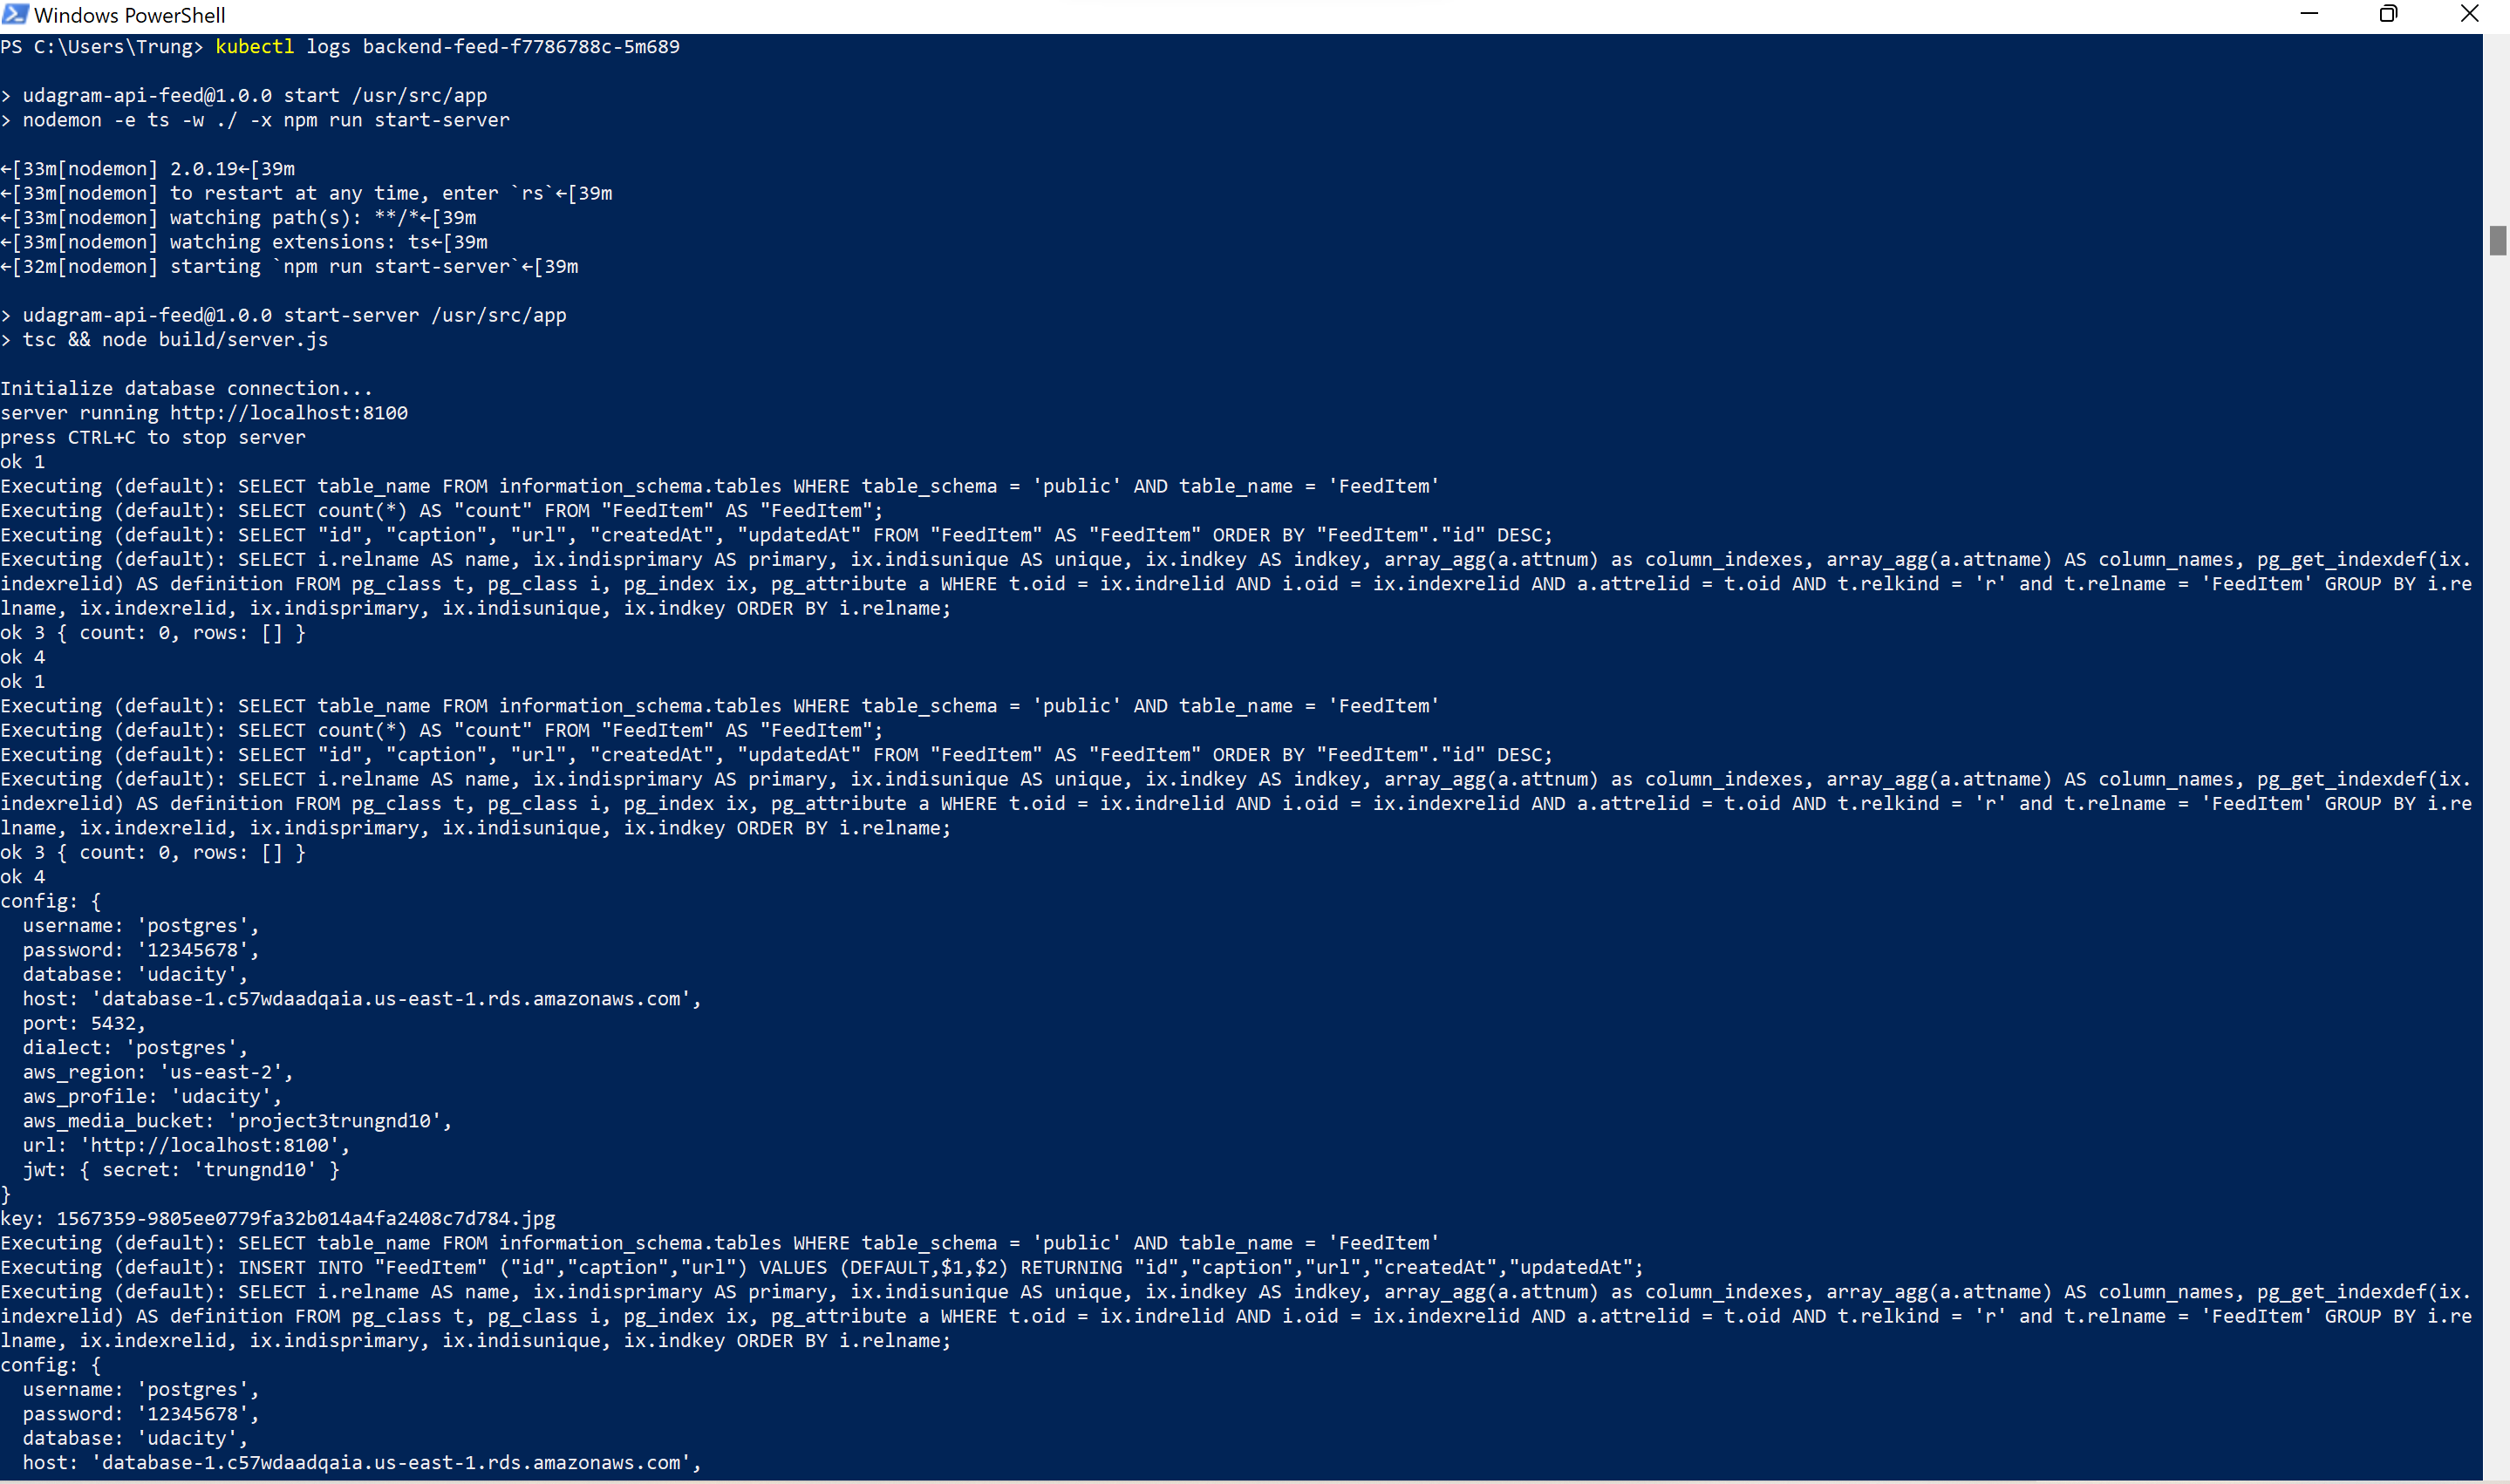 Windows PowerShell
PS C:\Users\Trung> kubectl logs backend-feed-f7786788c-5m689
> udagram-api-feed@1.0.0 start /usr/src/app
> nodemon -e ts -w ./ -x npm run start-server
←[33m[nodemon] 2.0.19←[39m
←[33m[nodemon] to restart at any time, enter `rs`←[39m
←[33m[nodemon] watching path(s): **/*←[39m
←[33m[nodemon] watching extensions: ts←[39m
←[32m[nodemon] starting `npm run start-server`←[39m
> udagram-api-feed@1.0.0 start-server /usr/src/app
> tsc && node build/server.js
Initialize database connection...
server running http://localhost:8100
press CTRL+C to stop server
ok 1
Executing (default): SELECT table_name FROM information_schema.tables WHERE table_schema = 'public' AND table_name = 'FeedItem'
Executing (default): SELECT count(*) AS "count" FROM "FeedItem" AS "FeedItem";
Executing (default): SELECT "id", "caption", "url", "createdAt", "updatedAt" FROM "FeedItem" AS "FeedItem" ORDER BY "FeedItem"."id" DESC;
Executing (default): SELECT i.relname AS name, ix.indisprimary AS primary, ix.indisunique AS unique, ix.indkey AS indkey, array_agg(a.attnum) as column_indexes, array_agg(a.attname) AS column_names, pg_get_indexdef(ix.
indexrelid) AS definition FROM pg_class t, pg_class i, pg_index ix, pg_attribute a WHERE t.oid = ix.indrelid AND i.oid = ix.indexrelid AND a.attrelid = t.oid AND t.relkind = 'r' and t.relname = 'FeedItem' GROUP BY i.re
lname, ix.indexrelid, ix.indisprimary, ix.indisunique, ix.indkey ORDER BY i.relname;
ok 3 { count: 0, rows: [] }
ok 4
ok 1
Executing (default): SELECT table_name FROM information_schema.tables WHERE table_schema = 'public' AND table_name = 'FeedItem'
Executing (default): SELECT count(*) AS "count" FROM "FeedItem" AS "FeedItem";
Executing (default): SELECT "id", "caption", "url", "createdAt", "updatedAt" FROM "FeedItem" AS "FeedItem" ORDER BY "FeedItem"."id" DESC;
Executing (default): SELECT i.relname AS name, ix.indisprimary AS primary, ix.indisunique AS unique, ix.indkey AS indkey, array_agg(a.attnum) as column_indexes, array_agg(a.attname) AS column_names, pg_get_indexdef(ix.
indexrelid) AS definition FROM pg_class t, pg_class i, pg_index ix, pg_attribute a WHERE t.oid = ix.indrelid AND i.oid = ix.indexrelid AND a.attrelid = t.oid AND t.relkind = 'r' and t.relname = 'FeedItem' GROUP BY i.re
lname, ix.indexrelid, ix.indisprimary, ix.indisunique, ix.indkey ORDER BY i.relname;
ok 3 { count: 0, rows: [] }
ok 4
config: {
  username: 'postgres',
  password: '12345678',
  database: 'udacity',
  host: 'database-1.c57wdaadqaia.us-east-1.rds.amazonaws.com',
  port: 5432,
  dialect: 'postgres',
  aws_region: 'us-east-2',
  aws_profile: 'udacity',
  aws_media_bucket: 'project3trungnd10',
  url: 'http://localhost:8100',
  jwt: { secret: 'trungnd10' }
}
key: 1567359-9805ee0779fa32b014a4fa2408c7d784.jpg
Executing (default): SELECT table_name FROM information_schema.tables WHERE table_schema = 'public' AND table_name = 'FeedItem'
Executing (default): INSERT INTO "FeedItem" ("id","caption","url") VALUES (DEFAULT,$1,$2) RETURNING "id","caption","url","createdAt","updatedAt";
Executing (default): SELECT i.relname AS name, ix.indisprimary AS primary, ix.indisunique AS unique, ix.indkey AS indkey, array_agg(a.attnum) as column_indexes, array_agg(a.attname) AS column_names, pg_get_indexdef(ix.
indexrelid) AS definition FROM pg_class t, pg_class i, pg_index ix, pg_attribute a WHERE t.oid = ix.indrelid AND i.oid = ix.indexrelid AND a.attrelid = t.oid AND t.relkind = 'r' and t.relname = 'FeedItem' GROUP BY i.re
lname, ix.indexrelid, ix.indisprimary, ix.indisunique, ix.indkey ORDER BY i.relname;
config: {
  username: 'postgres',
  password: '12345678',
  database: 'udacity',
  host: 'database-1.c57wdaadqaia.us-east-1.rds.amazonaws.com',